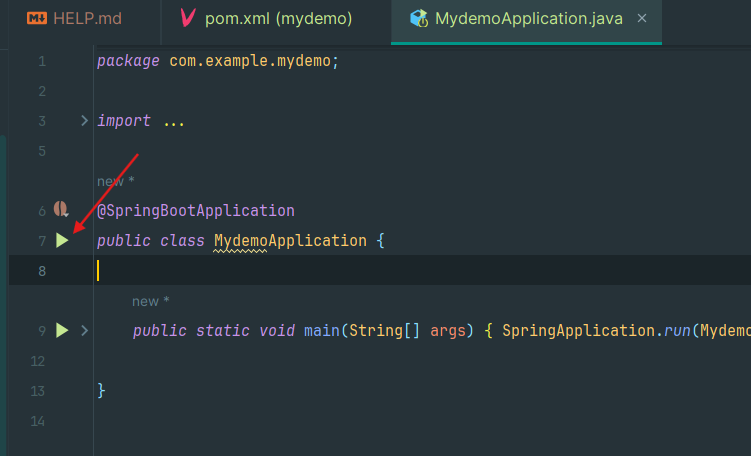 HELP.md pom.xml (mydemo) MydemoApplication.java ×
1 package com.example.mydemo;
2
3 import ...
5
new *
6 @SpringBootApplication
7 public class MydemoApplication {
8
new *
9 public static void main(String[] args) { SpringApplication.run(Mydemo
12
13 }
14